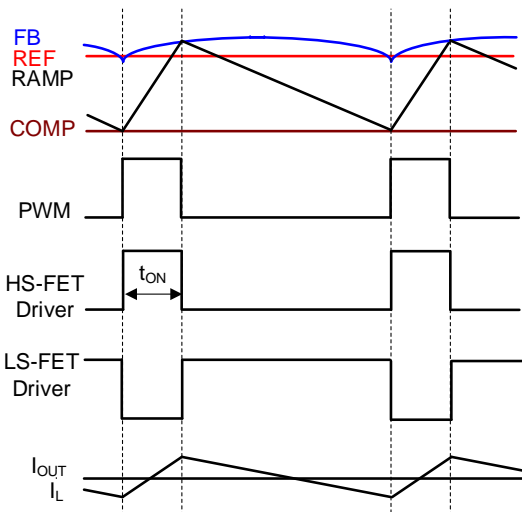 FB
REF
RAMP
COMP
PWM
HS-FET
Driver
tON
LS-FET
Driver
IOUT
IL